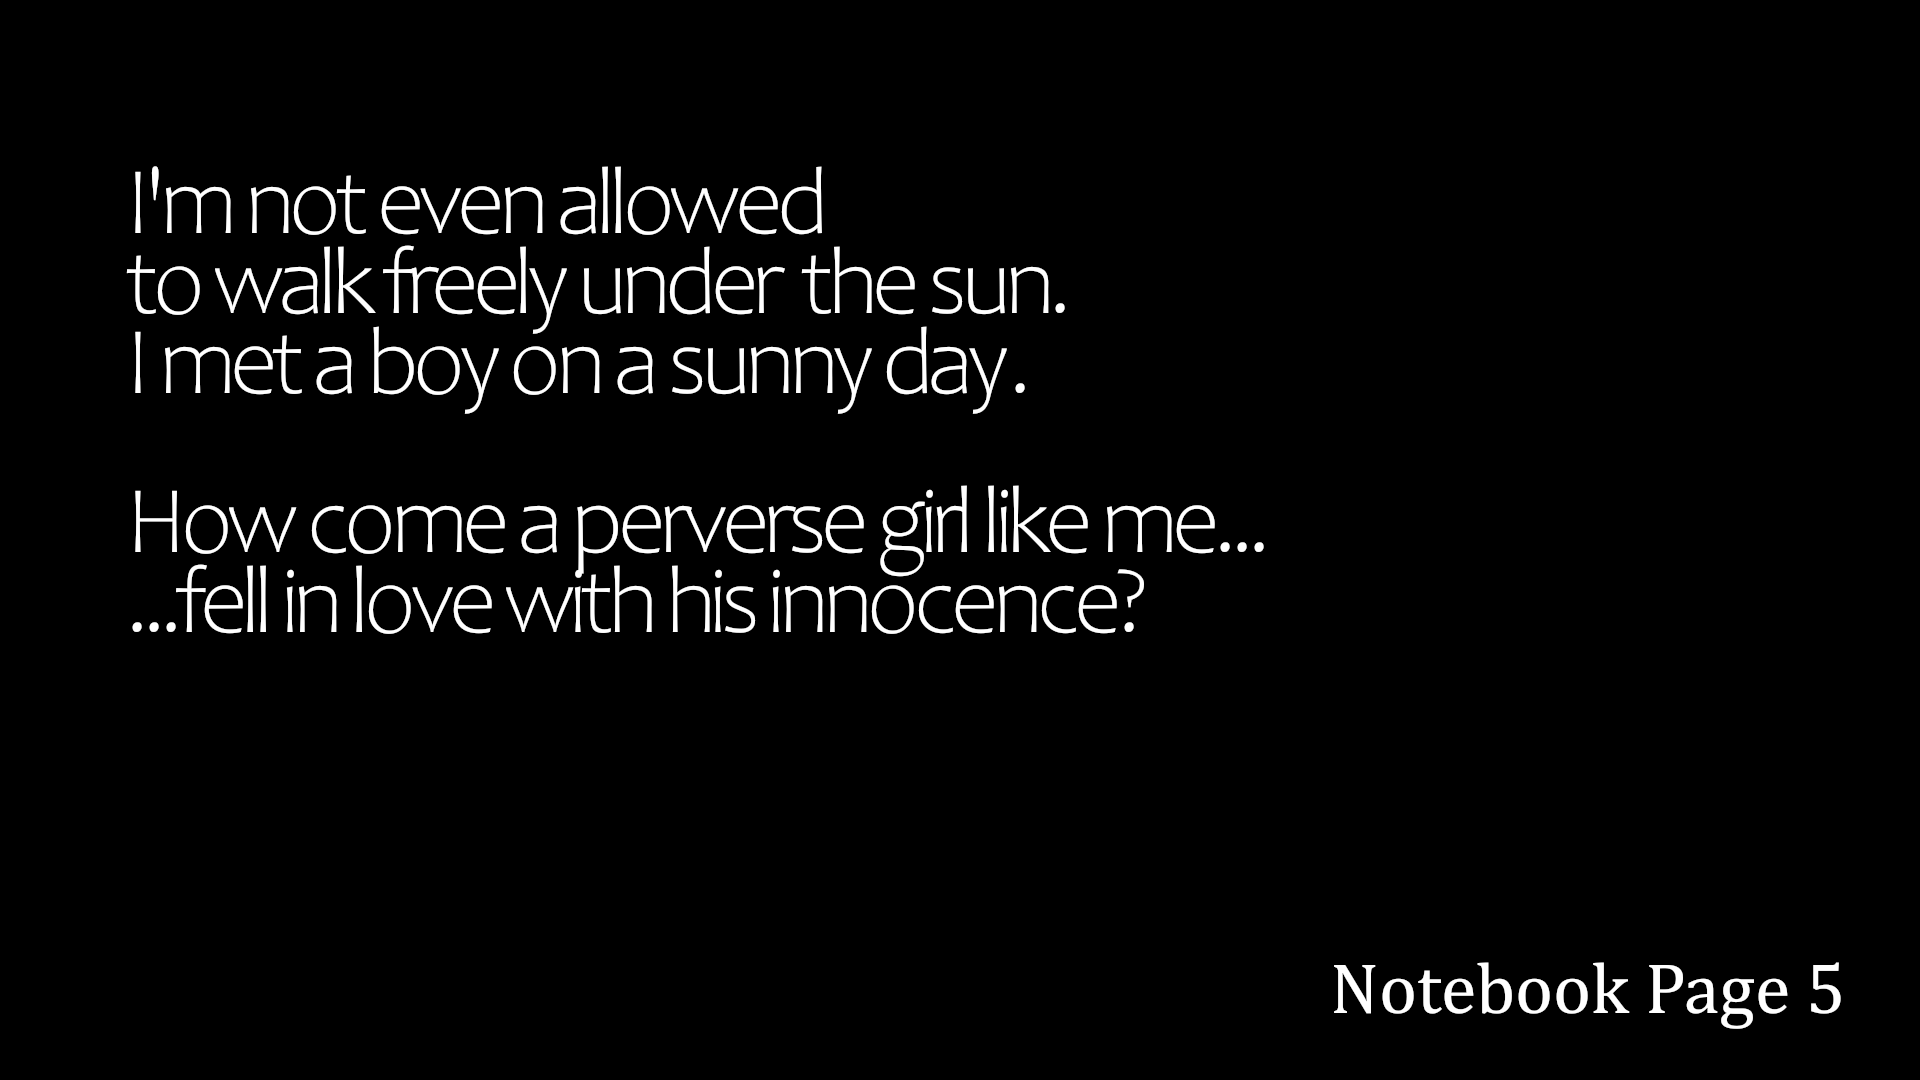 I'm not even allowed
to walk freely under the sun.
I met a boy on a sunny day.
How come a perverse girl like me...
...fell in love with his innocence?
Notebook Page 5